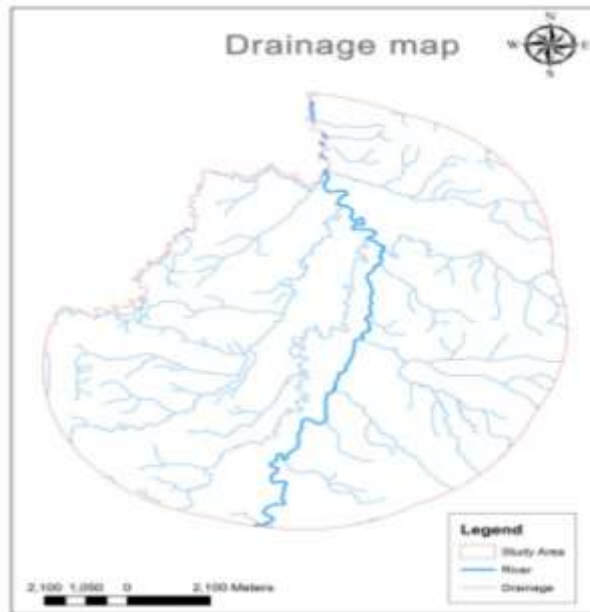 Drainage map
N
W E
S
Legend
Study Area
River
Drainage
2,100 1,050 0 2,100 Meters